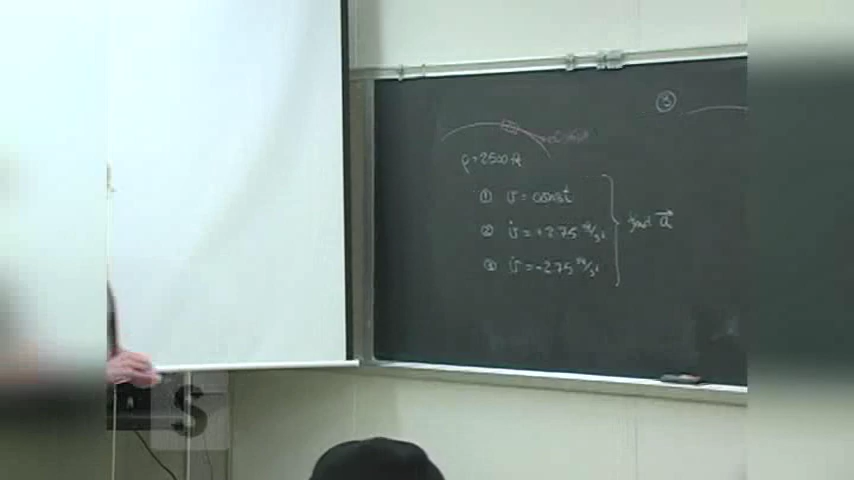 ③
ρ = 2500 ft
① v = const
② v̇ = +2.75 ft/s²
③ v̇ = -2.75 ft/s²
find a⃗
S